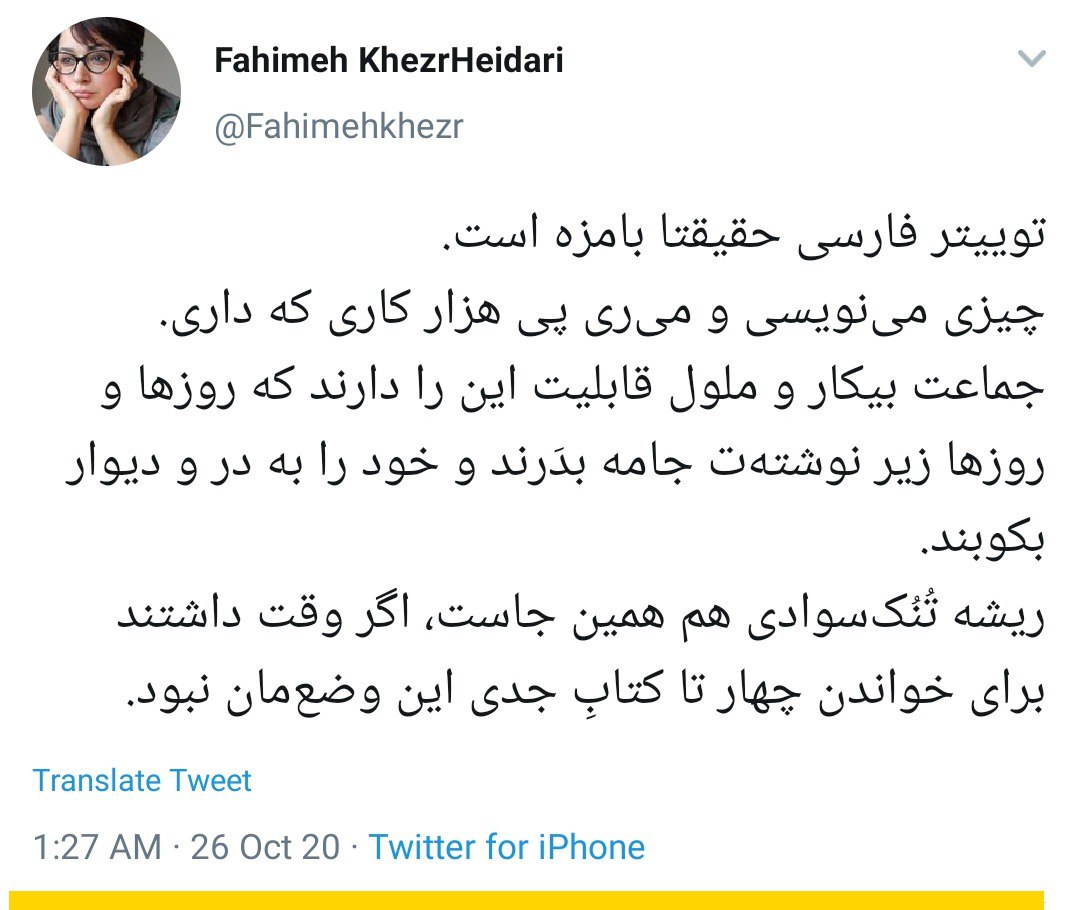 Fahimeh KhezrHeidari
@Fahimehkhezr
توییتر فارسی حقیقتا بامزه است.
چیزی می‌نویسی و می‌ری پی هزار کاری که داری.
جماعت بیکار و ملول قابلیت این را دارند که روزها و
روزها زیر نوشته‌ت جامه بدَرند و خود را به در و دیوار
بکوبند.
ریشه تُنُک‌سوادی هم همین جاست، اگر وقت داشتند
برای خواندن چهار تا کتابِ جدی این وضع‌مان نبود.
Translate Tweet
1:27 AM · 26 Oct 20 · Twitter for iPhone